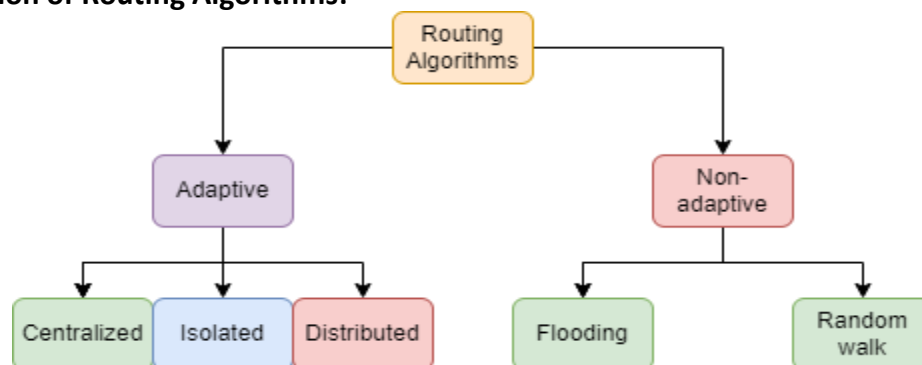 ion of Routing Algorithms:
Routing
Algorithms
Adaptive
Non-
adaptive
Centralized
Isolated
Distributed
Flooding
Random
walk